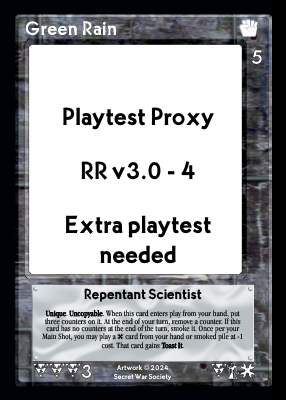 Green Rain
5
Playtest Proxy
RR v3.0 - 4
Extra playtest
needed
Repentant Scientist
Unique. Uncopyable. When this card enters play from your hand, put
three counters on it. At the end of your turn, remove a counter. If this
card has no counters at the end of the turn, smoke it. Once per your
Main Shot, you may play a card from your hand or smoked pile at -1
cost. That card gains Toast It.
3
Artwork © 2024
Secret War Society